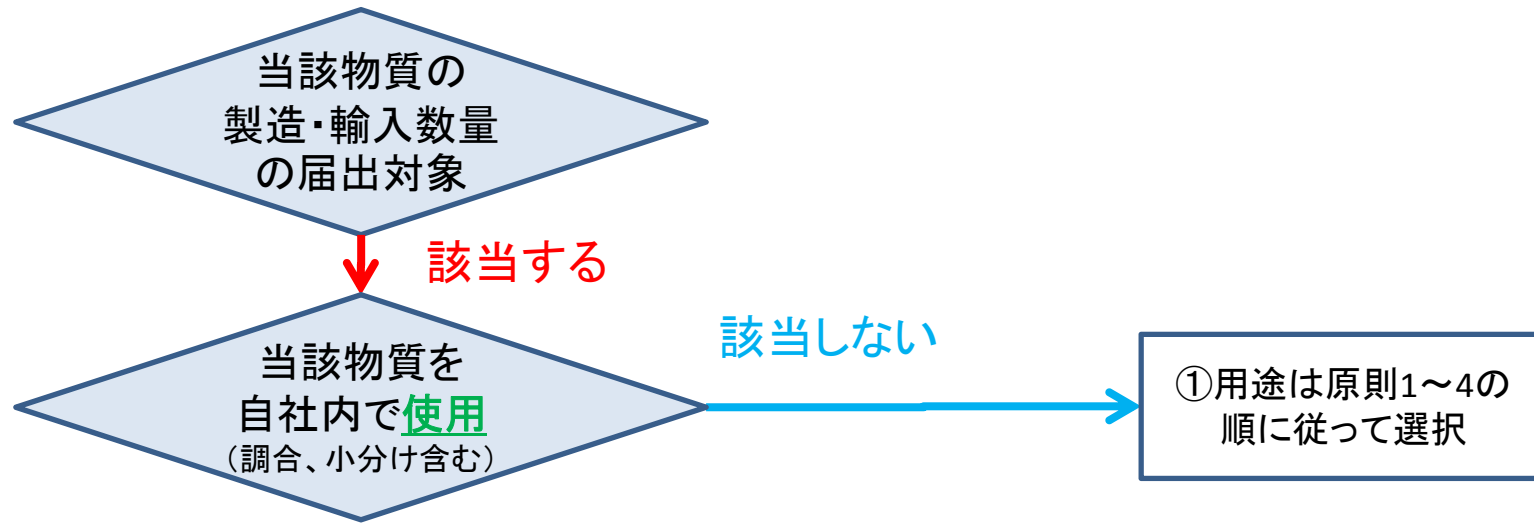 当該物質の
製造・輸入数量
の届出対象
該当する
該当しない
当該物質を
自社内で使用
（調合、小分け含む）
①用途は原則1～4の
順に従って選択